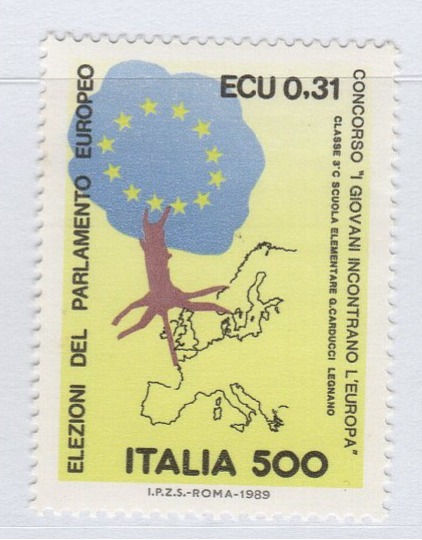 ECU 0.31
CONCORSO "I GIOVANI INCONTRANO L'EUROPA"
CLASSE 3ªC SCUOLA ELEMENTARE G.CARDUCCI LEGNANO
ELEZIONI DEL PARLAMENTO EUROPEO
ITALIA 500
I.P.Z.S.-ROMA-1989